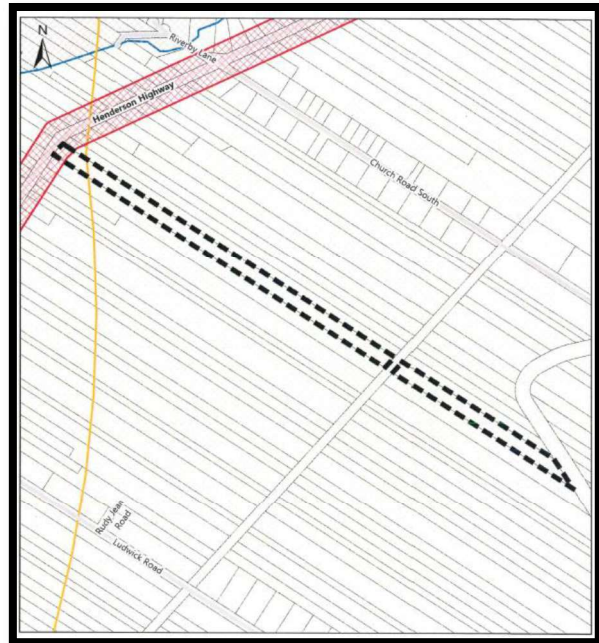 N
Riverby Lane
Henderson Highway
Church Road South
Rudy Jean
Road
Ludwick Road